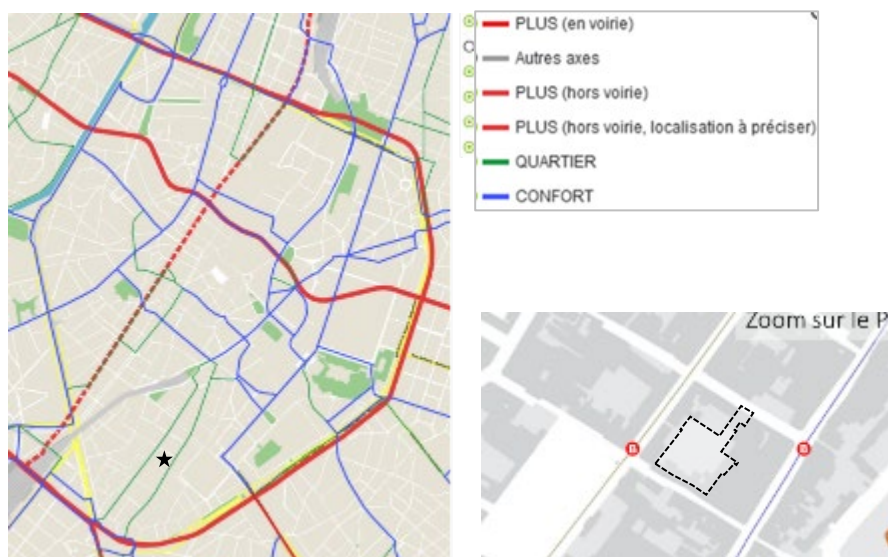 PLUS (en voirie)
Autres axes
PLUS (hors voirie)
PLUS (hors voirie, localisation à préciser)
QUARTIER
CONFORT
Zoom sur le P
B
B